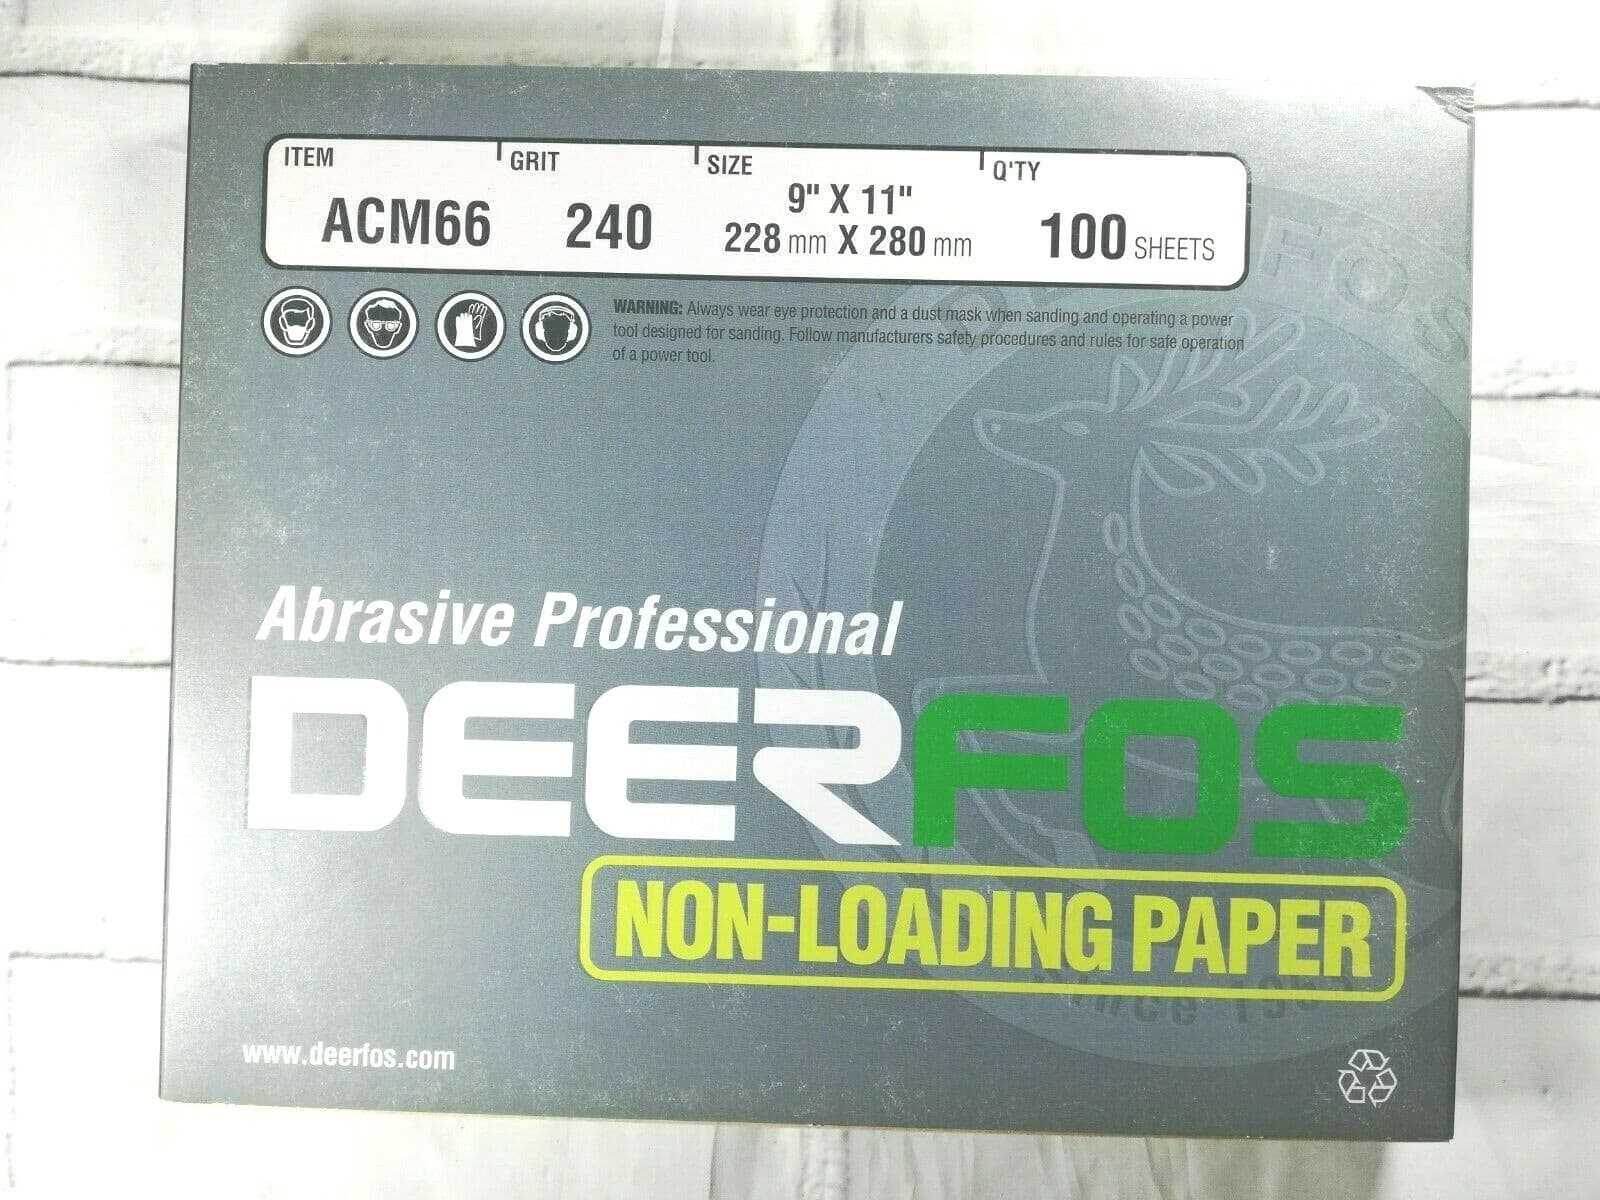 ITEM GRIT SIZE Q'TY
9" X 11"
ACM66 240 228 mm X 280 mm 100 SHEETS
WARNING: Always wear eye protection and a dust mask when sanding and operating a power
tool designed for sanding. Follow manufacturers safety procedures and rules for safe operation
of a power tool.
Abrasive Professional
DEERFOS
NON-LOADING PAPER
www.deerfos.com
DEERFOS